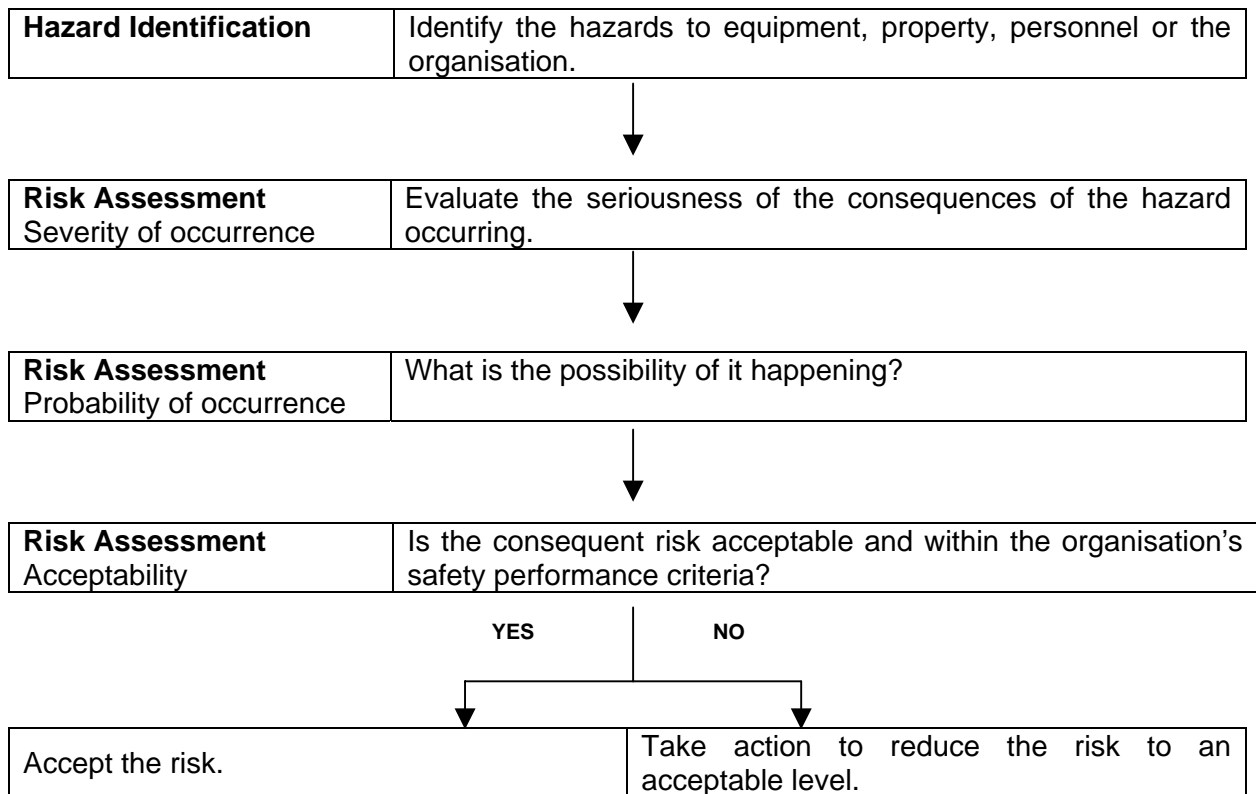 Hazard Identification
Identify the hazards to equipment, property, personnel or the
organisation.
Risk Assessment
Severity of occurrence
Evaluate the seriousness of the consequences of the hazard
occurring.
Risk Assessment
Probability of occurrence
What is the possibility of it happening?
Risk Assessment
Acceptability
Is the consequent risk acceptable and within the organisation’s
safety performance criteria?
YES
NO
Accept the risk.
Take action to reduce the risk to an
acceptable level.